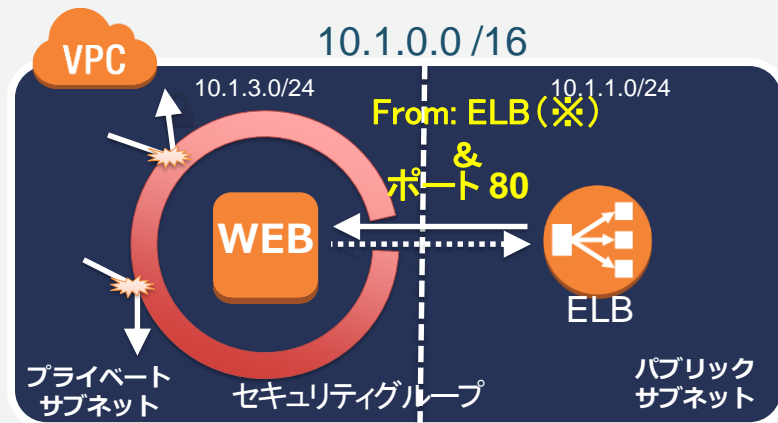 VPC
10.1.0.0 /16
10.1.3.0/24
10.1.1.0/24
From: ELB(※)
&
ポート 80
WEB
ELB
プライベート
サブネット
セキュリティグループ
パブリック
サブネット